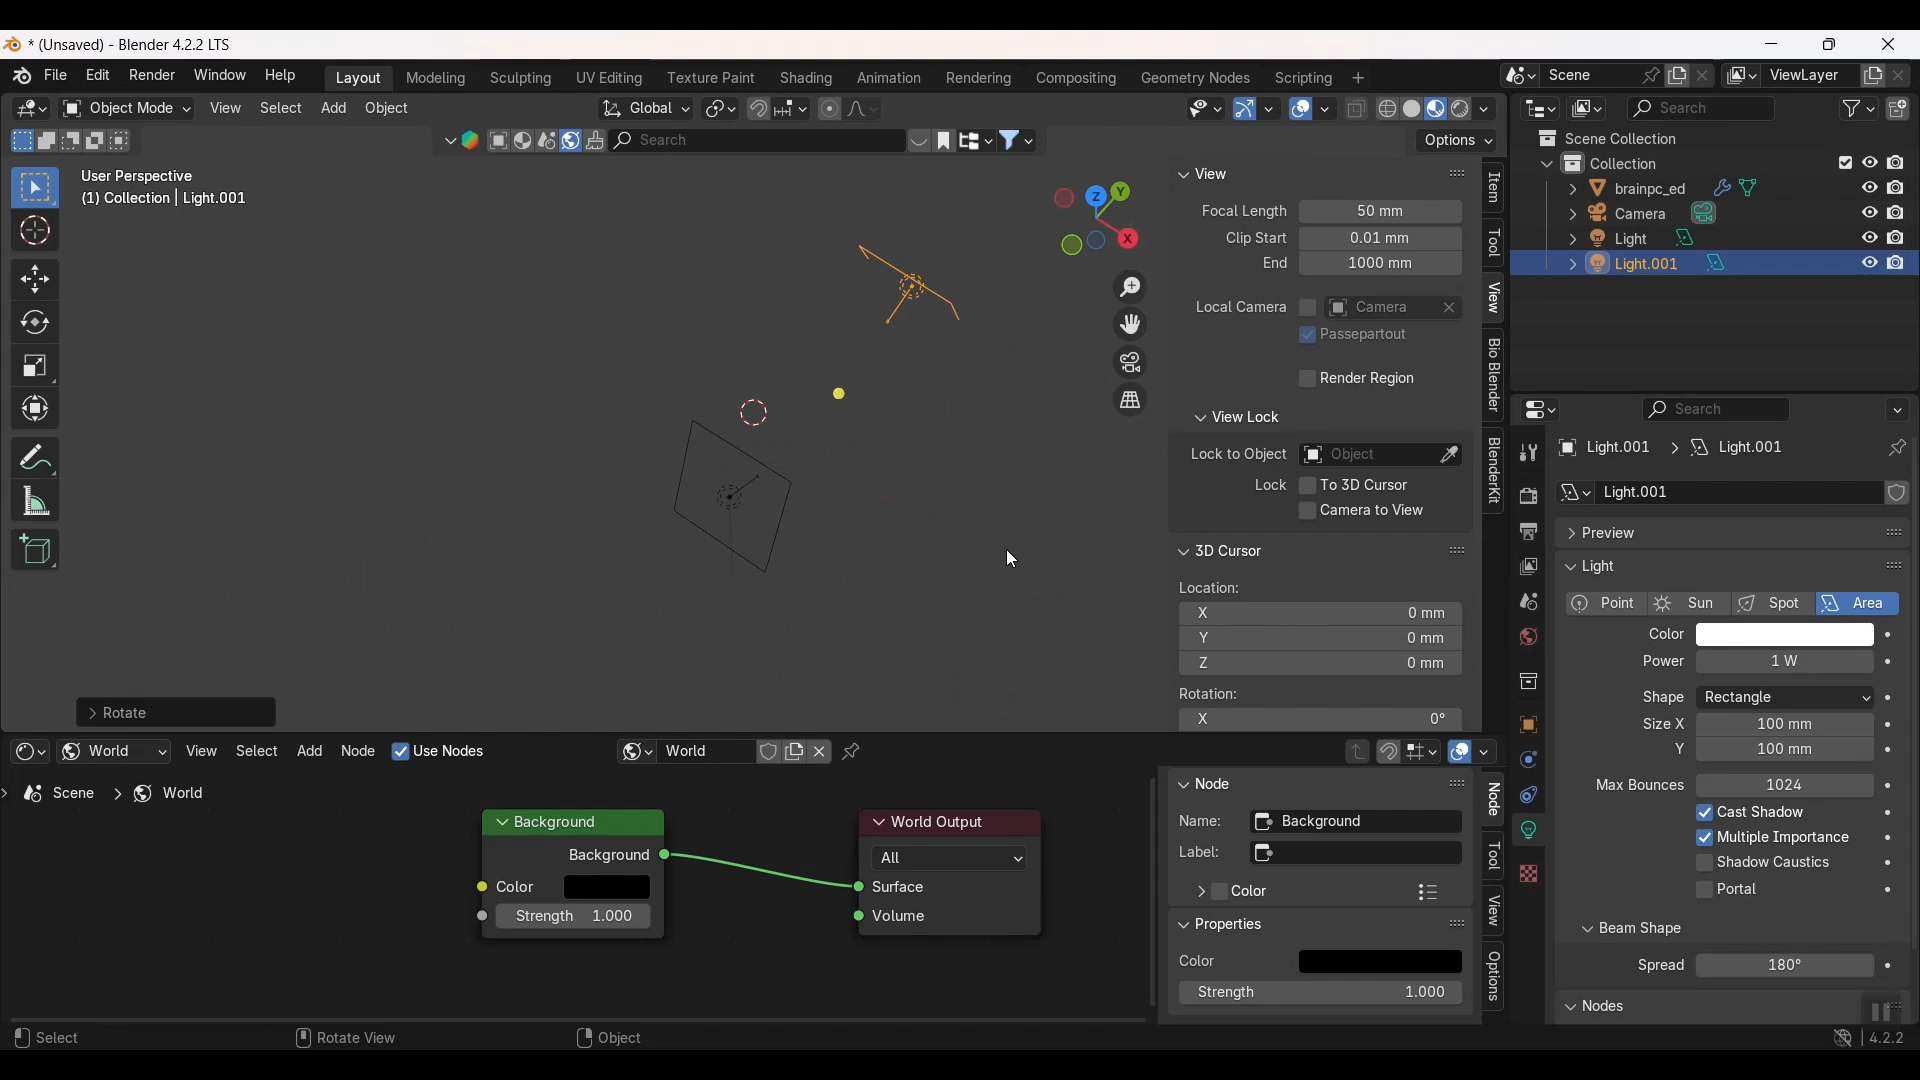 * (Unsaved) - Blender 4.2.2 LTS
File Edit Render Window Help Layout Modeling Sculpting UV Editing Texture Paint Shading Animation Rendering Compositing Geometry Nodes Scripting + Scene ViewLayer
Object Mode View Select Add Object Global Search
Search Options
Scene Collection
Collection
brainpc_ed
Camera
Light
Light.001
User Perspective
(1) Collection | Light.001
Z Y X
View
Focal Length 50 mm
Clip Start 0.01 mm
End 1000 mm
Local Camera Camera
Passepartout
Render Region
View Lock
Lock to Object Object
Lock To 3D Cursor
Camera to View
3D Cursor
Location:
X 0 mm
Y 0 mm
Z 0 mm
Rotation:
X 0°
Item
Tool
View
Bio Blender
BlenderKit
Rotate
Search
Light.001 > Light.001
Light.001
Preview
Light
Point Sun Spot Area
Color
Power 1 W
Shape Rectangle
Size X 100 mm
Y 100 mm
Max Bounces 1024
Cast Shadow
Multiple Importance
Shadow Caustics
Portal
Beam Shape
Spread 180°
Nodes
World View Select Add Node Use Nodes World
Scene > World
Background
Background
Color
Strength 1.000
World Output
All
Surface
Volume
Node
Name: Background
Label:
Color
Properties
Color
Strength 1.000
Node
Tool
View
Options
Select Rotate View Object 4.2.2